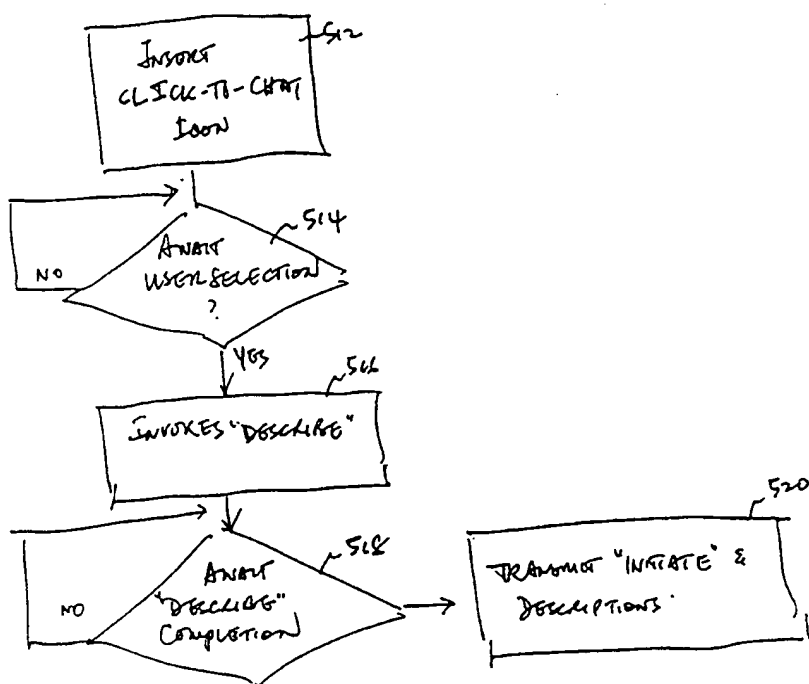 512
INSERT
CLICK-TO-CHAT
ICON
514
AWAIT
USER SELECTION
?
NO
YES
516
INVOKES "DESCRIBE"
518
AWAIT
"DESCRIBE"
COMPLETION
NO
520
TRANSMIT "INITIATE" &
DESCRIPTIONS